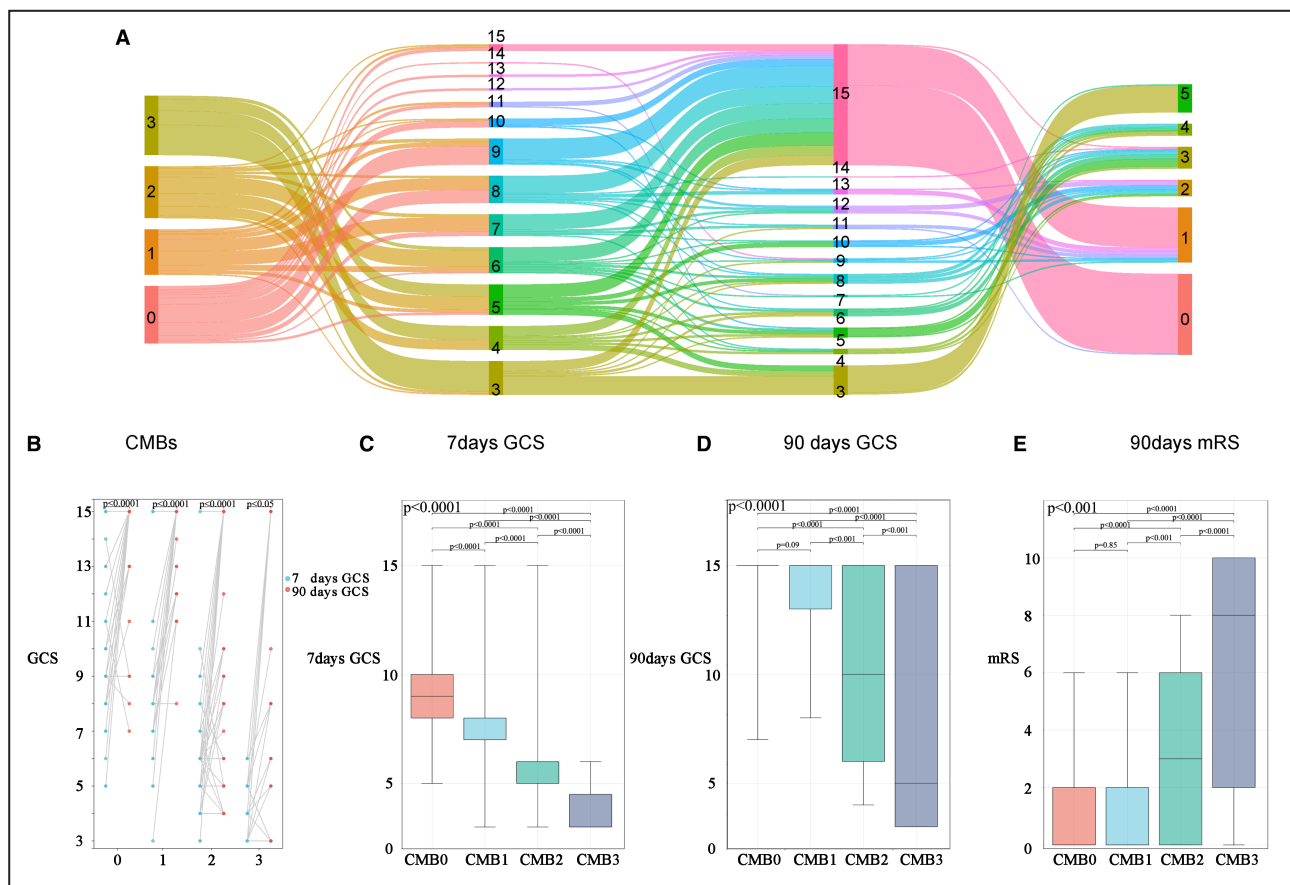 A
3
2
1
0
15
14
13
12
11
10
9
8
7
6
5
4
3
15
14
13
12
11
10
9
8
7
6
5
4
3
5
4
3
2
1
0
B
CMBs
GCS
15
13
11
9
7
5
3
p<0.0001 p<0.0001 p<0.0001 p<0.05
0 1 2 3
7 days GCS
90 days GCS
C
7days GCS
7days GCS
15
10
5
0
p<0.0001
p<0.0001
p<0.0001
p<0.0001
p<0.0001
p<0.0001
p<0.0001
CMB0 CMB1 CMB2 CMB3
D
90 days GCS
90days GCS
15
10
5
0
p<0.0001
p<0.0001
p<0.0001
p<0.0001
p<0.001
p=0.09
p<0.001
CMB0 CMB1 CMB2 CMB3
E
90days mRS
mRS
10
8
6
4
2
0
p<0.001
p<0.0001
p<0.0001
p<0.0001
p<0.0001
p=0.85
p<0.001
CMB0 CMB1 CMB2 CMB3